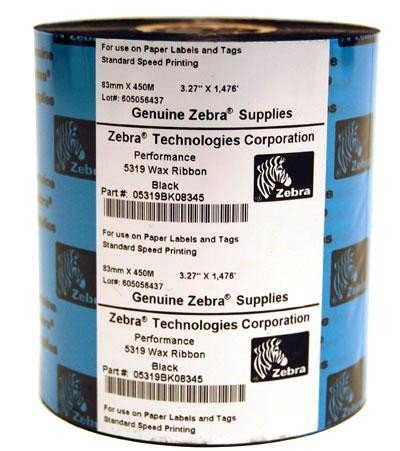 For use on Paper Labels and Tags
Standard Speed Printing
83mm X 450M 3.27" X 1,476'
Lot#: 605056437
Genuine Zebra® Supplies
Zebra® Technologies Corporation
Performance
5319 Wax Ribbon
Black
Part #: 05319BK08345
Zebra
For use on Paper Labels and Tags
Standard Speed Printing
83mm X 450M 3.27" X 1,476'
Lot#: 605056437
Genuine Zebra® Supplies
Zebra® Technologies Corporation
Performance
5319 Wax Ribbon
Black
Part #: 05319BK08345
Zebra
For use on Paper Labels and Tags
Standard Speed Printing